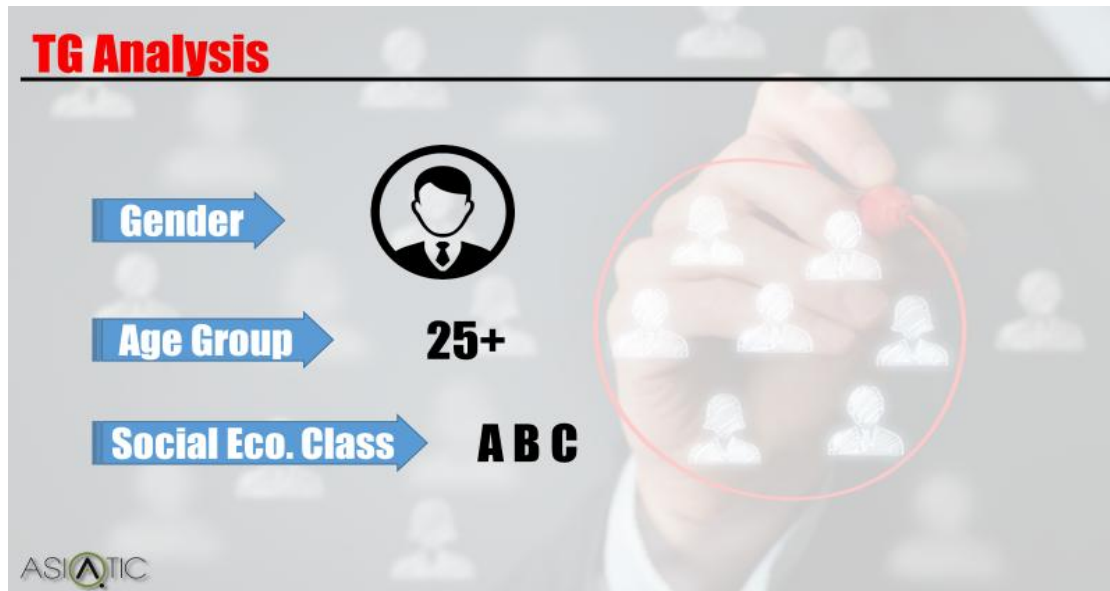 TG Analysis
Gender
Age Group
25+
Social Eco. Class
A B C
ASIATIC